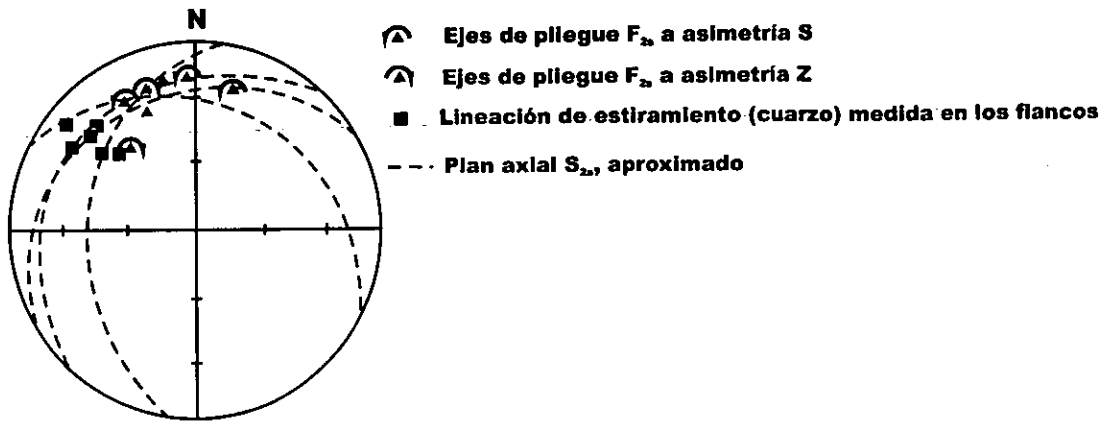 N
Ejes de pliegue F₂ₐ a asimetría S
Ejes de pliegue F₂ₐ a asimetría Z
Lineación de estiramiento (cuarzo) medida en los flancos
Plan axial S₂ₐ, aproximado